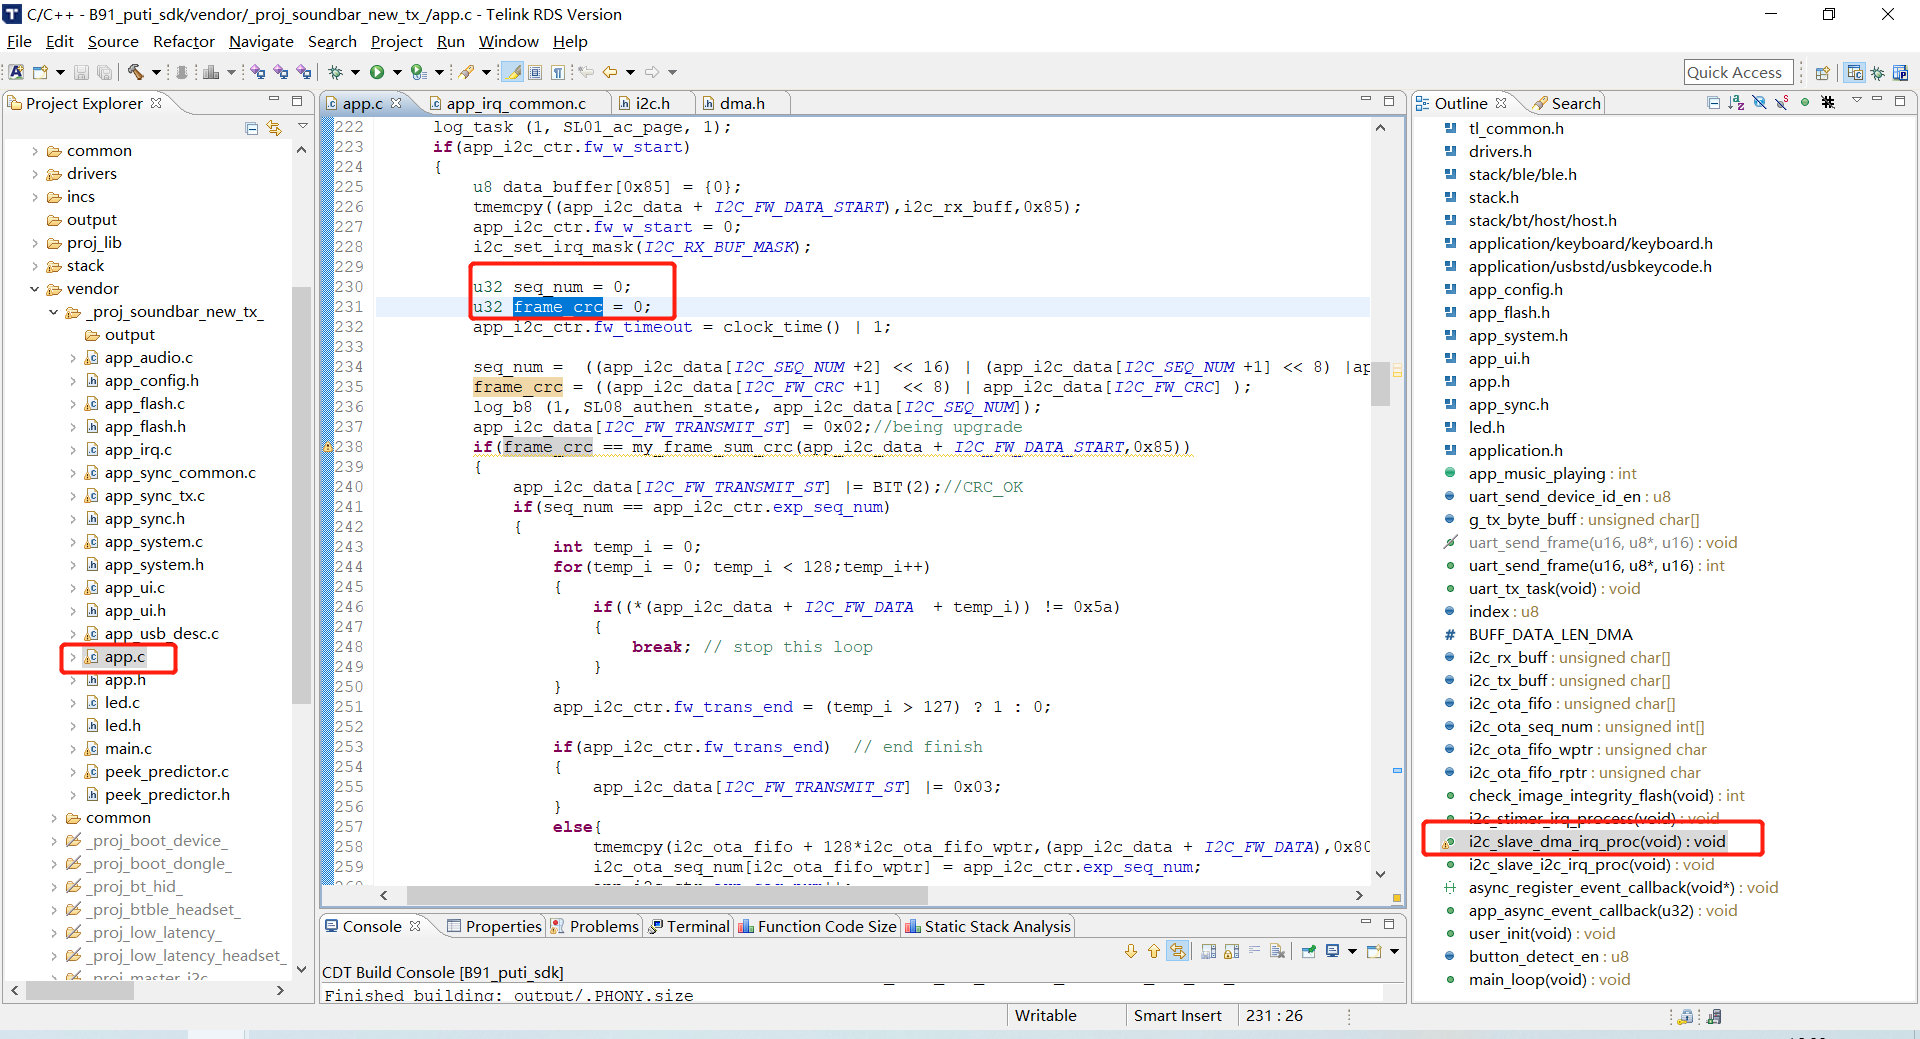 C/C++ - B91_puti_sdk/vendor/_proj_soundbar_new_tx_/app.c - Telink RDS Version
File Edit Source Refactor Navigate Search Project Run Window Help
Quick Access
Project Explorer
common
drivers
incs
output
proj_lib
stack
vendor
_proj_soundbar_new_tx_
output
app_audio.c
app_config.h
app_flash.c
app_flash.h
app_irq.c
app_sync_common.c
app_sync_tx.c
app_sync.h
app_system.c
app_system.h
app_ui.c
app_ui.h
app_usb_desc.c
app.c
app.h
led.c
led.h
main.c
peek_predictor.c
peek_predictor.h
common
_proj_boot_device_
_proj_boot_dongle_
_proj_bt_hid_
_proj_btble_headset_
_proj_low_latency_
_proj_low_latency_headset_
_proj_master_i2c_
app.c app_irq_common.c i2c.h dma.h
222 log_task (1, SL01_ac_page, 1);
223 if(app_i2c_ctr.fw_w_start)
224 {
225 u8 data_buffer[0x85] = {0};
226 tmemcpy((app_i2c_data + I2C_FW_DATA_START),i2c_rx_buff,0x85);
227 app_i2c_ctr.fw_w_start = 0;
228 i2c_set_irq_mask(I2C_RX_BUF_MASK);
229
230 u32 seq_num = 0;
231 u32 frame_crc = 0;
232 app_i2c_ctr.fw_timeout = clock_time() | 1;
233
234 seq_num =  ((app_i2c_data[I2C_SEQ_NUM +2] << 16) | (app_i2c_data[I2C_SEQ_NUM +1] << 8) |ap
235 frame_crc = ((app_i2c_data[I2C_FW_CRC +1]  << 8) | app_i2c_data[I2C_FW_CRC] );
236 log_b8 (1, SL08_authen_state, app_i2c_data[I2C_SEQ_NUM]);
237 app_i2c_data[I2C_FW_TRANSMIT_ST] = 0x02;//being upgrade
238 if(frame_crc == my_frame_sum_crc(app_i2c_data + I2C_FW_DATA_START,0x85))
239 {
240 app_i2c_data[I2C_FW_TRANSMIT_ST] |= BIT(2);//CRC_OK
241 if(seq_num == app_i2c_ctr.exp_seq_num)
242 {
243 int temp_i = 0;
244 for(temp_i = 0; temp_i < 128;temp_i++)
245 {
246 if((*(app_i2c_data + I2C_FW_DATA  + temp_i)) != 0x5a)
247 {
248 break; // stop this loop
249 }
250 }
251 app_i2c_ctr.fw_trans_end = (temp_i > 127) ? 1 : 0;
252
253 if(app_i2c_ctr.fw_trans_end)  // end finish
254 {
255 app_i2c_data[I2C_FW_TRANSMIT_ST] |= 0x03;
256 }
257 else{
258 tmemcpy(i2c_ota_fifo + 128*i2c_ota_fifo_wptr,(app_i2c_data + I2C_FW_DATA),0x80
259 i2c_ota_seq_num[i2c_ota_fifo_wptr] = app_i2c_ctr.exp_seq_num;
Console Properties Problems Terminal Function Code Size Static Stack Analysis
CDT Build Console [B91_puti_sdk]
Finished building: output/.PHONY.size
Outline Search
tl_common.h
drivers.h
stack/ble/ble.h
stack.h
stack/bt/host/host.h
application/keyboard/keyboard.h
application/usbstd/usbkeycode.h
app_config.h
app_flash.h
app_system.h
app_ui.h
app.h
app_sync.h
led.h
application.h
app_music_playing : int
uart_send_device_id_en : u8
g_tx_byte_buff : unsigned char[]
uart_send_frame(u16, u8*, u16) : void
uart_send_frame(u16, u8*, u16) : int
uart_tx_task(void) : void
index : u8
# BUFF_DATA_LEN_DMA
i2c_rx_buff : unsigned char[]
i2c_tx_buff : unsigned char[]
i2c_ota_fifo : unsigned char[]
i2c_ota_seq_num : unsigned int[]
i2c_ota_fifo_wptr : unsigned char
i2c_ota_fifo_rptr : unsigned char
check_image_integrity_flash(void) : int
i2c_stimer_irq_process(void) : void
i2c_slave_dma_irq_proc(void) : void
i2c_slave_i2c_irq_proc(void) : void
async_register_event_callback(void*) : void
app_async_event_callback(u32) : void
user_init(void) : void
button_detect_en : u8
main_loop(void) : void
Writable Smart Insert 231 : 26